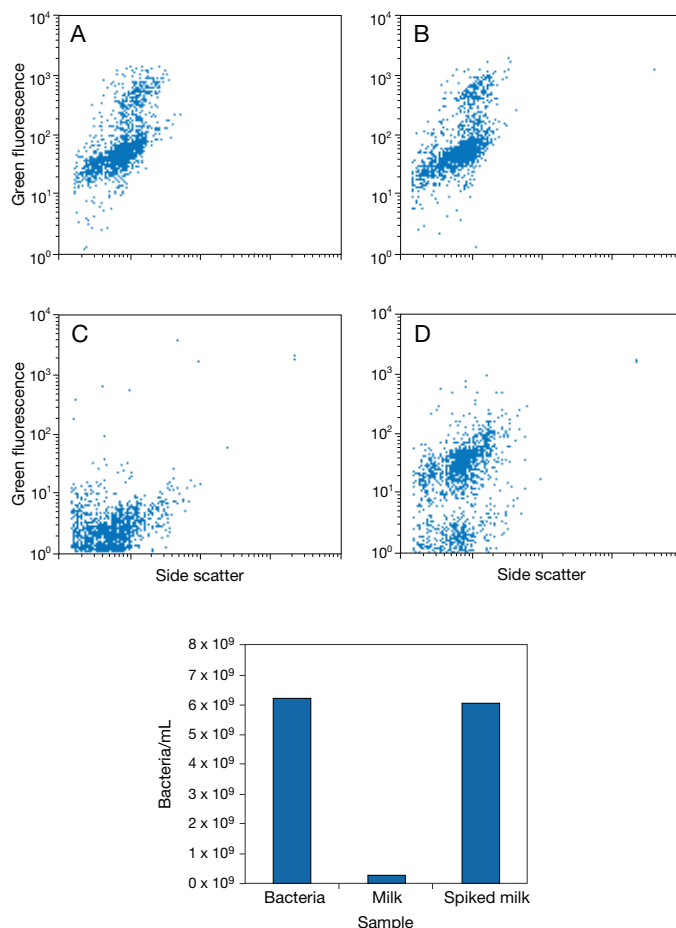 A
B
10⁴
10³
10²
10¹
10⁰
Green fluorescence
10⁴
10³
10²
10¹
10⁰
C
D
10⁴
10³
10²
10¹
10⁰
Green fluorescence
10⁴
10³
10²
10¹
10⁰
Side scatter
Side scatter
8 x 10⁹
7 x 10⁹
6 x 10⁹
5 x 10⁹
4 x 10⁹
3 x 10⁹
2 x 10⁹
1 x 10⁹
0 x 10⁹
Bacteria/mL
Bacteria
Milk
Spiked milk
Sample